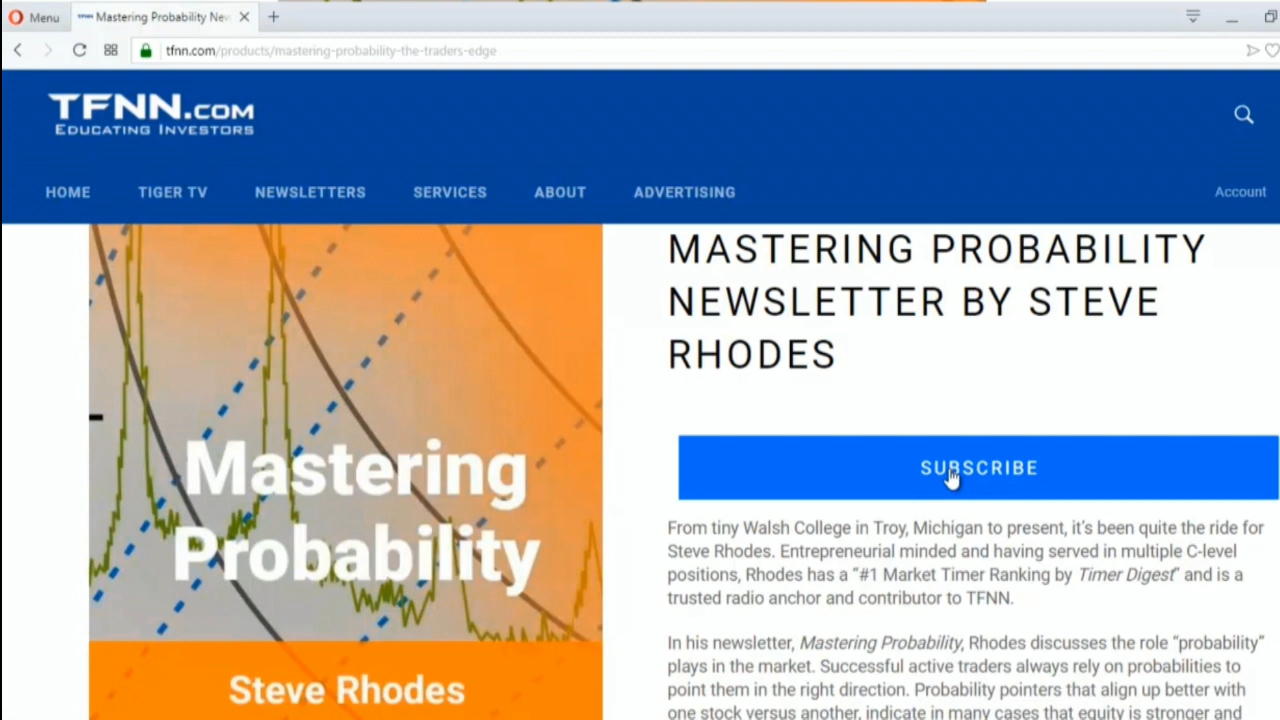 Menu
Mastering Probability New
tfnn.com/products/mastering-probability-the-traders-edge
TFNN.COM
EDUCATING INVESTORS
HOME TIGER TV NEWSLETTERS SERVICES ABOUT ADVERTISING Account
Mastering
Probability
Steve Rhodes
MASTERING PROBABILITY
NEWSLETTER BY STEVE
RHODES
SUBSCRIBE
From tiny Walsh College in Troy, Michigan to present, it's been quite the ride for
Steve Rhodes. Entrepreneurial minded and having served in multiple C-level
positions, Rhodes has a “#1 Market Timer Ranking by Timer Digest” and is a
trusted radio anchor and contributor to TFNN.
In his newsletter, Mastering Probability, Rhodes discusses the role “probability”
plays in the market. Successful active traders always rely on probabilities to
point them in the right direction. Probability pointers that align up better with
one stock versus another, indicate in many cases that equity is stronger and